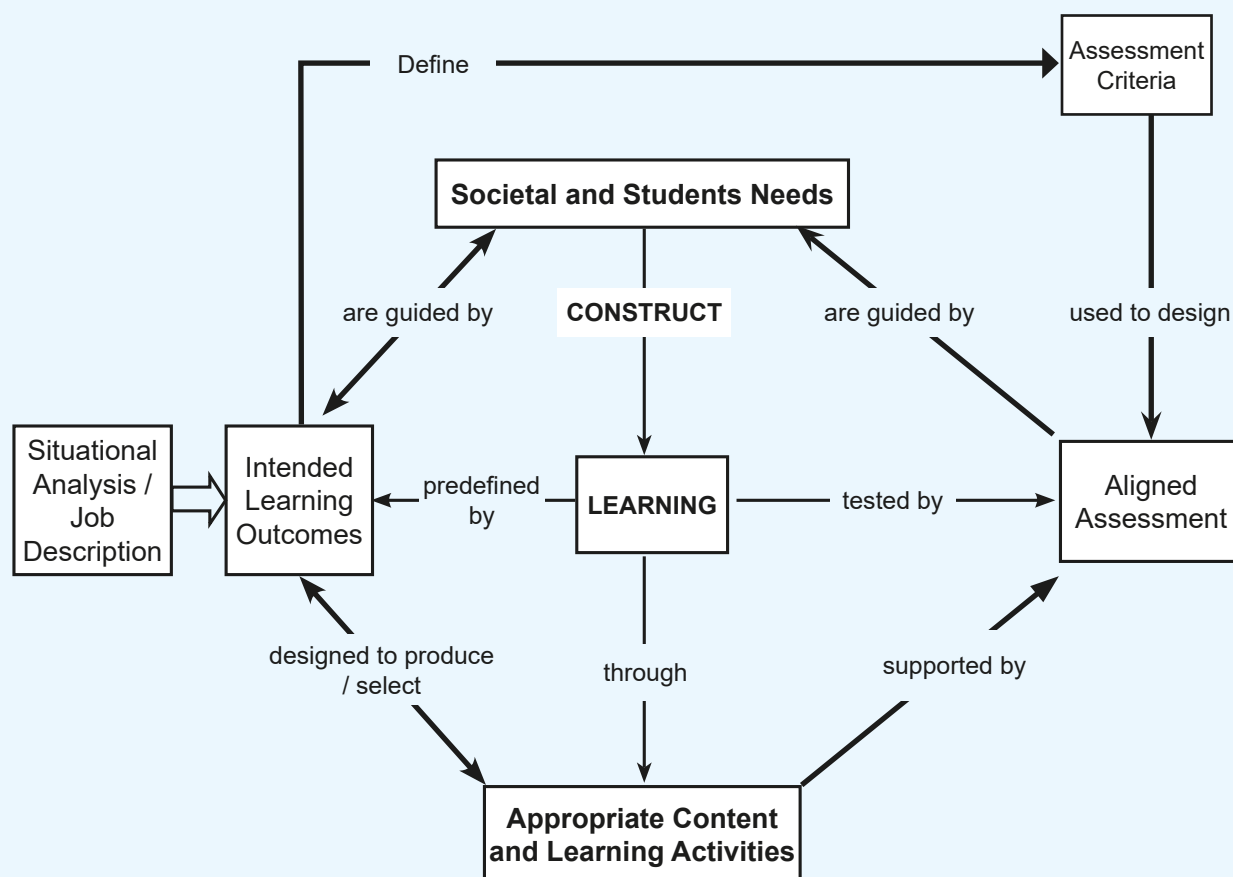 Define
Assessment
Criteria
Societal and Students Needs
are guided by
CONSTRUCT
are guided by
used to design
Situational
Analysis /
Job
Description
Intended
Learning
Outcomes
predefined
by
LEARNING
tested by
Aligned
Assessment
designed to produce
/ select
through
supported by
Appropriate Content
and Learning Activities